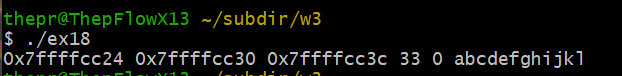 thepr@ThepFlowX13 ~/subdir/w3
$ ./ex18
0x7ffffcc24 0x7ffffcc30 0x7ffffcc3c 33 0 abcdefghijkl